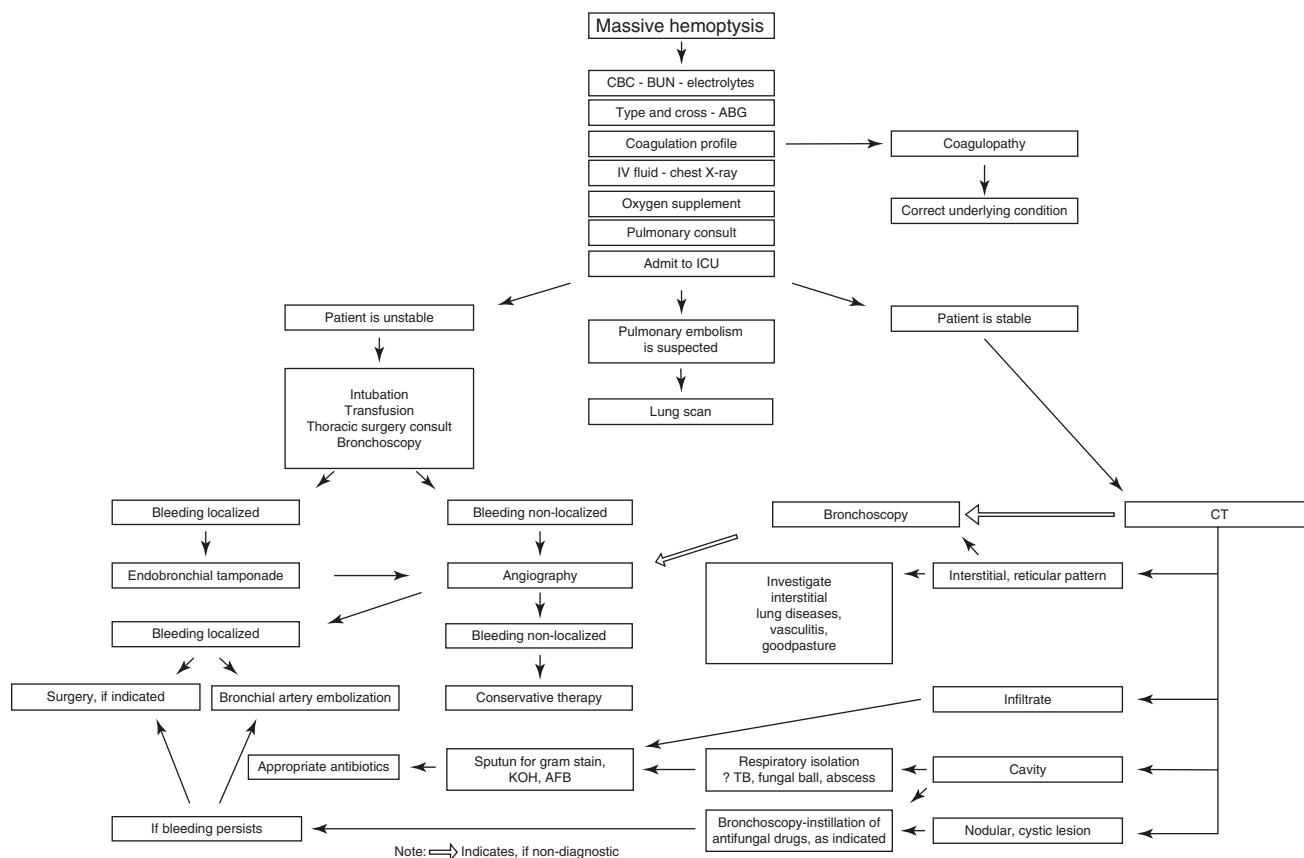 Massive hemoptysis
CBC - BUN - electrolytes
Type and cross - ABG
Coagulation profile
Coagulopathy
IV fluid - chest X-ray
Oxygen supplement
Correct underlying condition
Pulmonary consult
Admit to ICU
Patient is unstable
Pulmonary embolism
is suspected
Patient is stable
Lung scan
Intubation
Transfusion
Thoracic surgery consult
Bronchoscopy
Bleeding localized
Bleeding non-localized
Bronchoscopy
CT
Endobronchial tamponade
Angiography
Investigate
interstitial
lung diseases,
vasculitis,
goodpasture
Interstitial, reticular pattern
Bleeding localized
Bleeding non-localized
Surgery, if indicated
Bronchial artery embolization
Conservative therapy
Infiltrate
Appropriate antibiotics
Sputun for gram stain,
KOH, AFB
Respiratory isolation
? TB, fungal ball, abscess
Cavity
If bleeding persists
Bronchoscopy-instillation of
antifungal drugs, as indicated
Nodular, cystic lesion
Note: ⇒ Indicates, if non-diagnostic